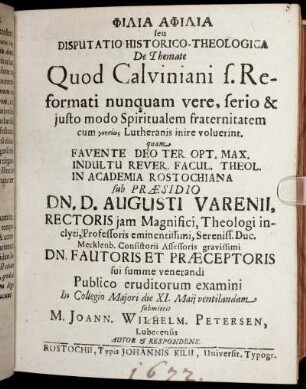 ΦΙΛΙΑ ΑΦΙΛΙΑ
seu
DISPUTATIO HISTORICO-THEOLOGICA
De Themate
Quod Calviniani s. Re-
formati nunquam vere, serio &
justo modo Spiritualem fraternitatem
cum Lutheranis inire voluerint.
quam
FAVENTE DEO TER OPT. MAX.
INDULTU REVER. FACUL. THEOL.
IN ACADEMIA ROSTOCHIANA
sub PRÆSIDIO
DN. D. AUGUSTI VARENII,
RECTORIS jam Magnifici, Theologi in-
clyti, Professoris eminentissimi, Sereniss. Duc.
Mecklenb. Consistorii Assessoris gravissimi
DN. FAUTORIS ET PRÆCEPTORIS
sui summe venerandi
Publico eruditorum examini
In Collegio Majori die XI. Maij ventilandam
submittit
M. JOANN. WILHELM. PETERSEN,
Lubecensis
AUTOR & RESPONDENS.
ROSTOCHII, Typis JOHANNIS KILII, Universit. Typogr.
1672.